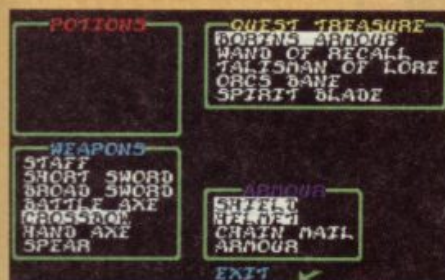 POTIONS
QUEST TREASURE
BORINS ARMOUR
WAND OF RECALL
TALISMAN OF LORE
ORCS BANE
SPIRIT BLADE
WEAPONS
STAFF
SHORT SWORD
BROAD SWORD
BATTLE AXE
CROSSBOW
HAND AXE
SPEAR
ARMOUR
SHIELD
HELMET
CHAIN MAIL
ARMOUR
EXIT